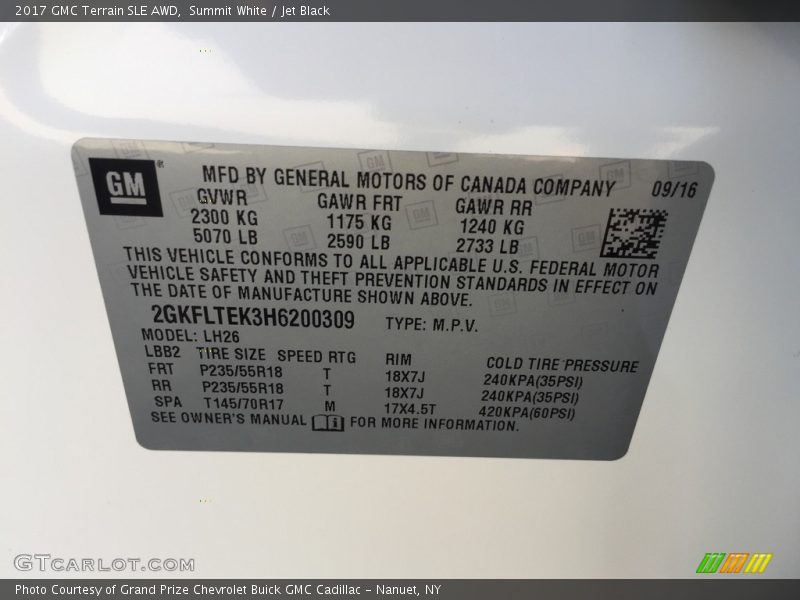 2017 GMC Terrain SLE AWD,  Summit White / Jet Black
GM ®
MFD BY GENERAL MOTORS OF CANADA COMPANY 09/16
GVWR GAWR FRT GAWR RR
2300 KG 1175 KG 1240 KG
5070 LB 2590 LB 2733 LB
THIS VEHICLE CONFORMS TO ALL APPLICABLE U.S. FEDERAL MOTOR
VEHICLE SAFETY AND THEFT PREVENTION STANDARDS IN EFFECT ON
THE DATE OF MANUFACTURE SHOWN ABOVE.
2GKFLTEK3H6200309 TYPE: M.P.V.
MODEL: LH26
LBB2 TIRE SIZE SPEED RTG RIM COLD TIRE PRESSURE
FRT P235/55R18 T 18X7J 240KPA(35PSI)
RR P235/55R18 T 18X7J 240KPA(35PSI)
SPA T145/70R17 M 17X4.5T 420KPA(60PSI)
SEE OWNER'S MANUAL i FOR MORE INFORMATION.
GTCARLOT.COM
Photo Courtesy of Grand Prize Chevrolet Buick GMC Cadillac - Nanuet, NY